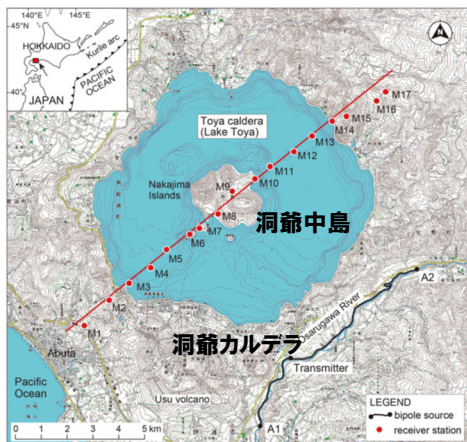 140°E 145°E
45°N
HOKKAIDO
Kurile arc
40°
JAPAN
PACIFIC
OCEAN
N
Toya caldera
(Lake Toya)
Nakajima
Islands
M17
M16
M15
M14
M13
M12
M11
M10
M9
M8
M7
M6
M5
M4
M3
M2
M1
洞爺中島
洞爺カルデラ
A2
Osarugawa River
Transmitter
Abuta
Pacific
Ocean
Usu volcano
A1
0 1 2 3 4 5 km
LEGEND
bipole source
receiver station